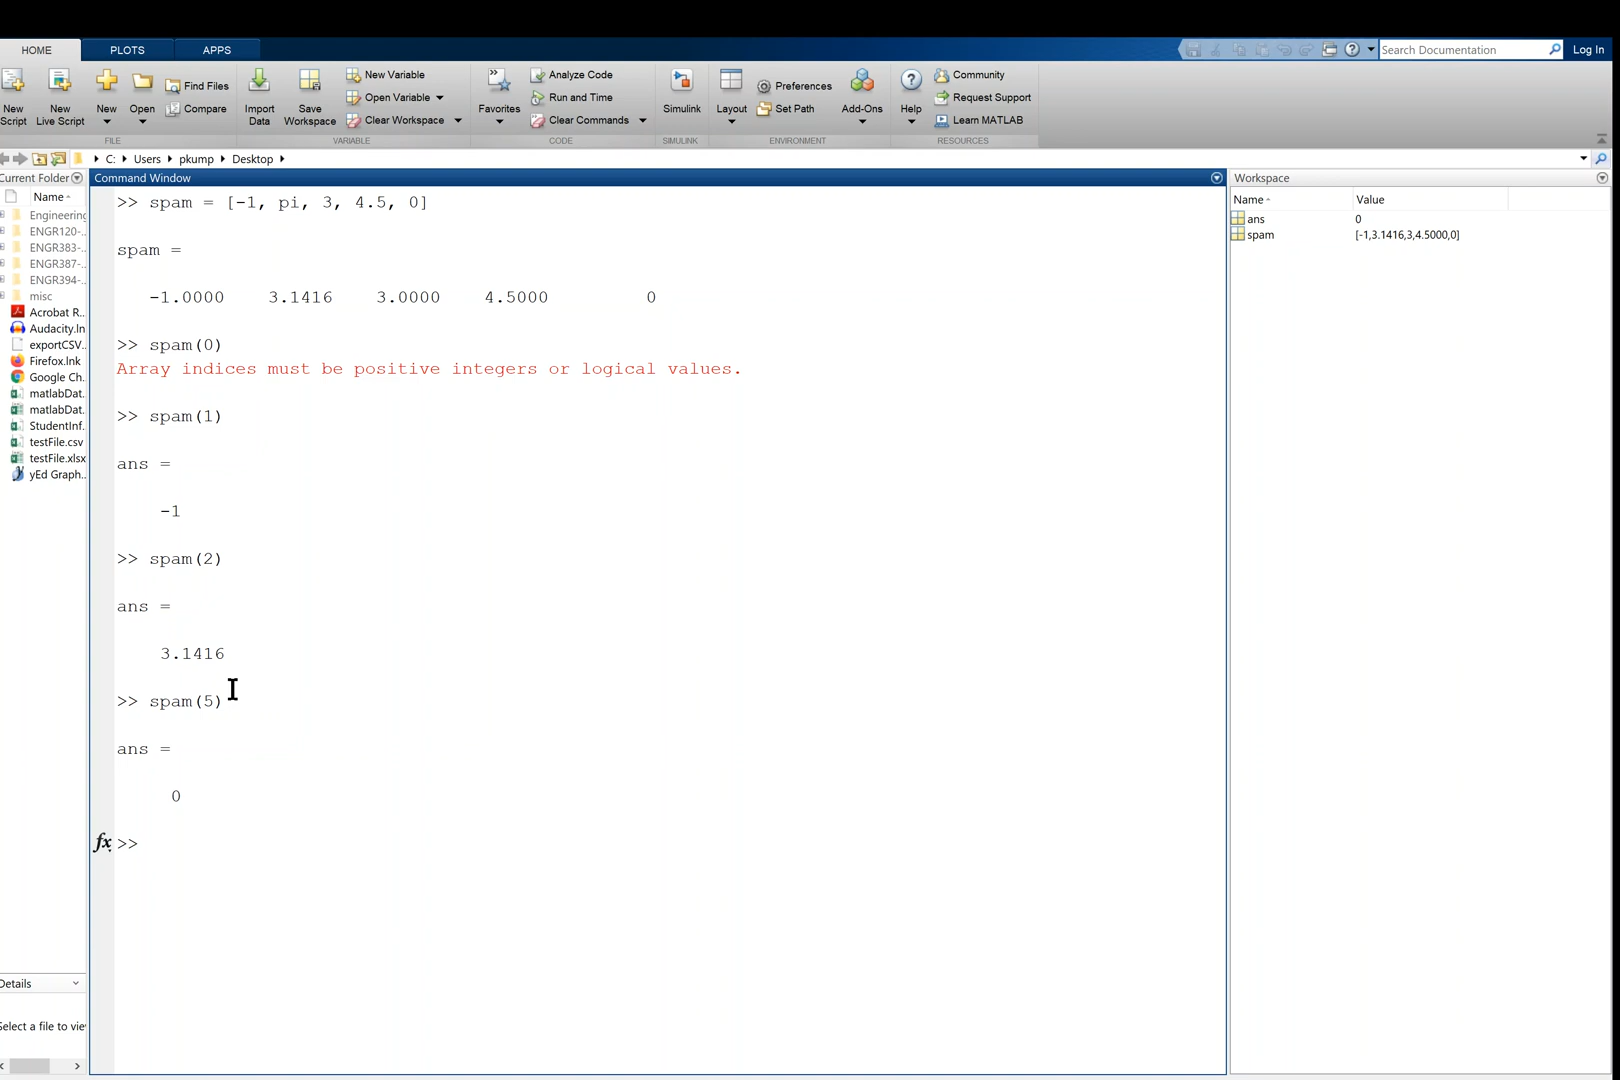 HOME PLOTS APPS
Search Documentation Log In
New Script
New Live Script
New
Open
Find Files
Compare
Import Data
Save Workspace
New Variable
Open Variable
Clear Workspace
Favorites
Analyze Code
Run and Time
Clear Commands
Simulink
Layout
Preferences
Set Path
Add-Ons
Help
Community
Request Support
Learn MATLAB
FILE VARIABLE CODE SIMULINK ENVIRONMENT RESOURCES
C: Users pkump Desktop
Current Folder
Name
Engineering
ENGR120-..
ENGR383-..
ENGR387-..
ENGR394-..
misc
Acrobat R..
Audacity.ln
exportCSV..
Firefox.lnk
Google Ch..
matlabDat..
matlabDat..
StudentInf..
testFile.csv
testFile.xlsx
yEd Graph..
Details
Select a file to vie
Command Window
>> spam = [-1, pi, 3, 4.5, 0]
spam =
-1.0000 3.1416 3.0000 4.5000 0
>> spam(0)
Array indices must be positive integers or logical values.
>> spam(1)
ans =
-1
>> spam(2)
ans =
3.1416
>> spam(5)
ans =
0
fx >>
Workspace
Name Value
ans 0
spam [-1,3.1416,3,4.5000,0]